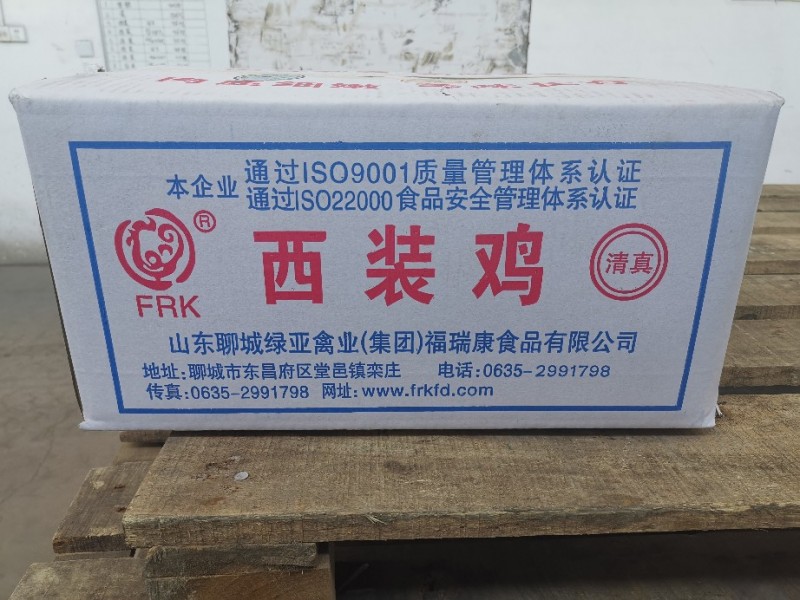 肉质细嫩
本企业
通过ISO9001质量管理体系认证
通过ISO22000食品安全管理体系认证
®
FRK
西装鸡
清真
山东聊城绿亚禽业(集团)福瑞康食品有限公司
地址:聊城市东昌府区堂邑镇栾庄 电话:0635-2991798
传真:0635-2991798 网址:www.frkfd.com